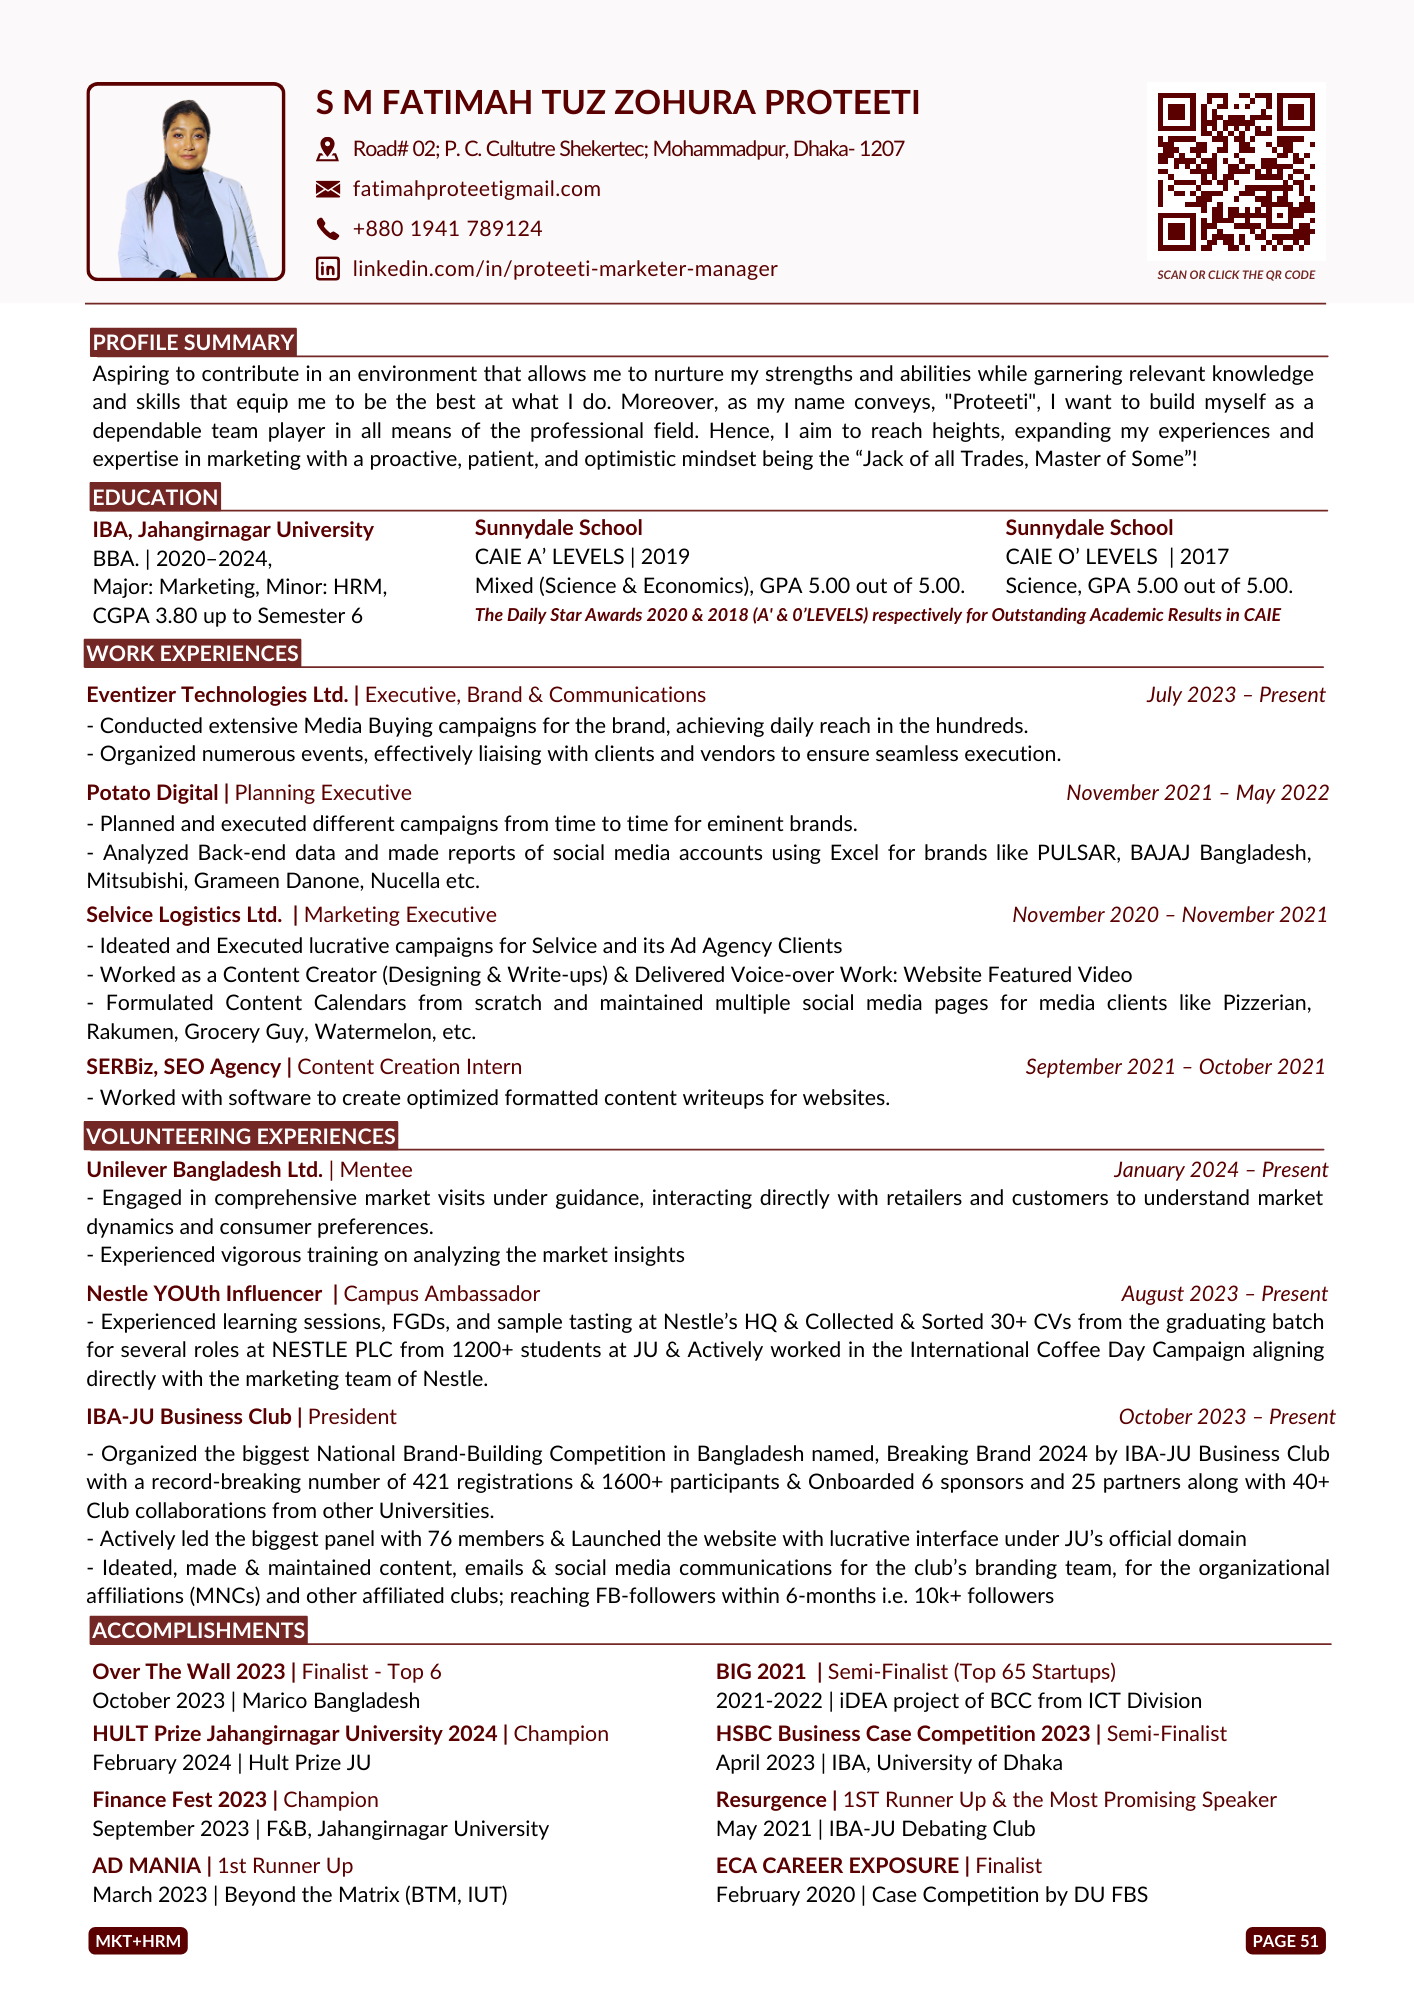 S M FATIMAH TUZ ZOHURA PROTEETI
Road# 02; P. C. Cultutre Shekertec; Mohammadpur, Dhaka- 1207
fatimahproteetigmail.com
+880 1941 789124
linkedin.com/in/proteeti-marketer-manager
SCAN OR CLICK THE QR CODE
PROFILE SUMMARY
Aspiring to contribute in an environment that allows me to nurture my strengths and abilities while garnering relevant knowledge
and skills that equip me to be the best at what I do. Moreover, as my name conveys, "Proteeti", I want to build myself as a
dependable team player in all means of the professional field. Hence, I aim to reach heights, expanding my experiences and
expertise in marketing with a proactive, patient, and optimistic mindset being the “Jack of all Trades, Master of Some”!
EDUCATION
IBA, Jahangirnagar University
BBA. | 2020–2024,
Major: Marketing, Minor: HRM,
CGPA 3.80 up to Semester 6
Sunnydale School
CAIE A’ LEVELS | 2019
Mixed (Science & Economics), GPA 5.00 out of 5.00.
Sunnydale School
CAIE O’ LEVELS | 2017
Science, GPA 5.00 out of 5.00.
The Daily Star Awards 2020 & 2018 (A' & 0’LEVELS) respectively for Outstanding Academic Results in CAIE
WORK EXPERIENCES
Eventizer Technologies Ltd. | Executive, Brand & Communications July 2023 – Present
- Conducted extensive Media Buying campaigns for the brand, achieving daily reach in the hundreds.
- Organized numerous events, effectively liaising with clients and vendors to ensure seamless execution.
Potato Digital | Planning Executive November 2021 – May 2022
- Planned and executed different campaigns from time to time for eminent brands.
- Analyzed Back-end data and made reports of social media accounts using Excel for brands like PULSAR, BAJAJ Bangladesh,
Mitsubishi, Grameen Danone, Nucella etc.
Selvice Logistics Ltd. | Marketing Executive November 2020 – November 2021
- Ideated and Executed lucrative campaigns for Selvice and its Ad Agency Clients
- Worked as a Content Creator (Designing & Write-ups) & Delivered Voice-over Work: Website Featured Video
- Formulated Content Calendars from scratch and maintained multiple social media pages for media clients like Pizzerian,
Rakumen, Grocery Guy, Watermelon, etc.
SERBiz, SEO Agency | Content Creation Intern September 2021 – October 2021
- Worked with software to create optimized formatted content writeups for websites.
VOLUNTEERING EXPERIENCES
Unilever Bangladesh Ltd. | Mentee January 2024 – Present
- Engaged in comprehensive market visits under guidance, interacting directly with retailers and customers to understand market
dynamics and consumer preferences.
- Experienced vigorous training on analyzing the market insights
Nestle YOUth Influencer | Campus Ambassador August 2023 – Present
- Experienced learning sessions, FGDs, and sample tasting at Nestle’s HQ & Collected & Sorted 30+ CVs from the graduating batch
for several roles at NESTLE PLC from 1200+ students at JU & Actively worked in the International Coffee Day Campaign aligning
directly with the marketing team of Nestle.
IBA-JU Business Club | President October 2023 – Present
- Organized the biggest National Brand-Building Competition in Bangladesh named, Breaking Brand 2024 by IBA-JU Business Club
with a record-breaking number of 421 registrations & 1600+ participants & Onboarded 6 sponsors and 25 partners along with 40+
Club collaborations from other Universities.
- Actively led the biggest panel with 76 members & Launched the website with lucrative interface under JU’s official domain
- Ideated, made & maintained content, emails & social media communications for the club’s branding team, for the organizational
affiliations (MNCs) and other affiliated clubs; reaching FB-followers within 6-months i.e. 10k+ followers
ACCOMPLISHMENTS
Over The Wall 2023 | Finalist - Top 6
October 2023 | Marico Bangladesh
HULT Prize Jahangirnagar University 2024 | Champion
February 2024 | Hult Prize JU
Finance Fest 2023 | Champion
September 2023 | F&B, Jahangirnagar University
AD MANIA | 1st Runner Up
March 2023 | Beyond the Matrix (BTM, IUT)
BIG 2021 | Semi-Finalist (Top 65 Startups)
2021-2022 | iDEA project of BCC from ICT Division
HSBC Business Case Competition 2023 | Semi-Finalist
April 2023 | IBA, University of Dhaka
Resurgence | 1ST Runner Up & the Most Promising Speaker
May 2021 | IBA-JU Debating Club
ECA CAREER EXPOSURE | Finalist
February 2020 | Case Competition by DU FBS
MKT+HRM
PAGE 51